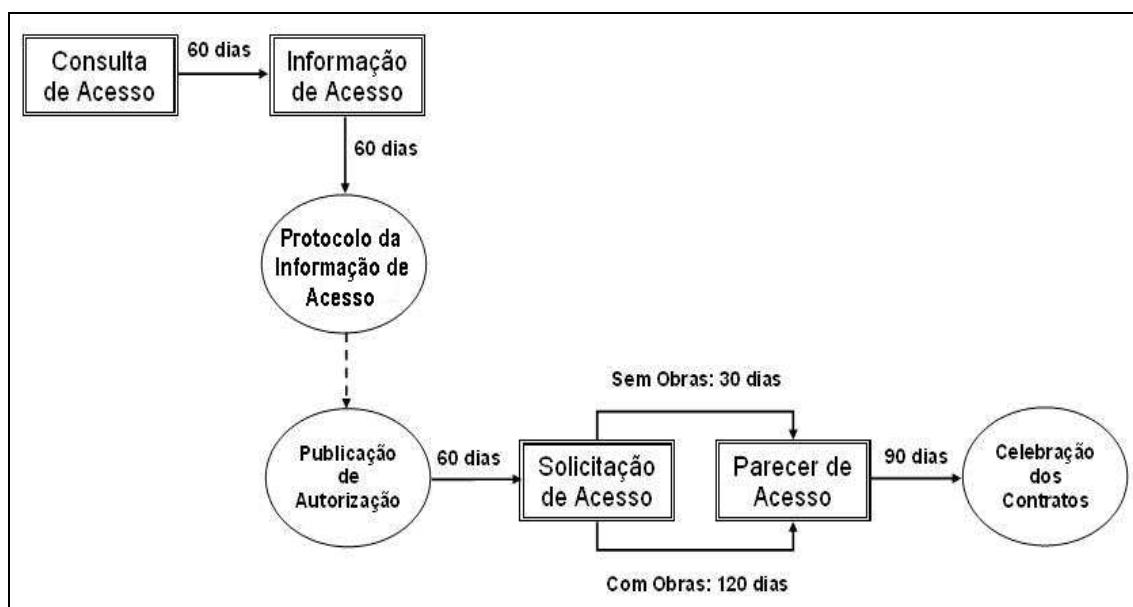 60 dias
Consulta
de Acesso
Informação
de Acesso
60 dias
Protocolo da
Informação de
Acesso
Sem Obras: 30 dias
Publicação
de
Autorização
60 dias
Solicitação
de Acesso
Parecer de
Acesso
90 dias
Celebração
dos
Contratos
Com Obras: 120 dias